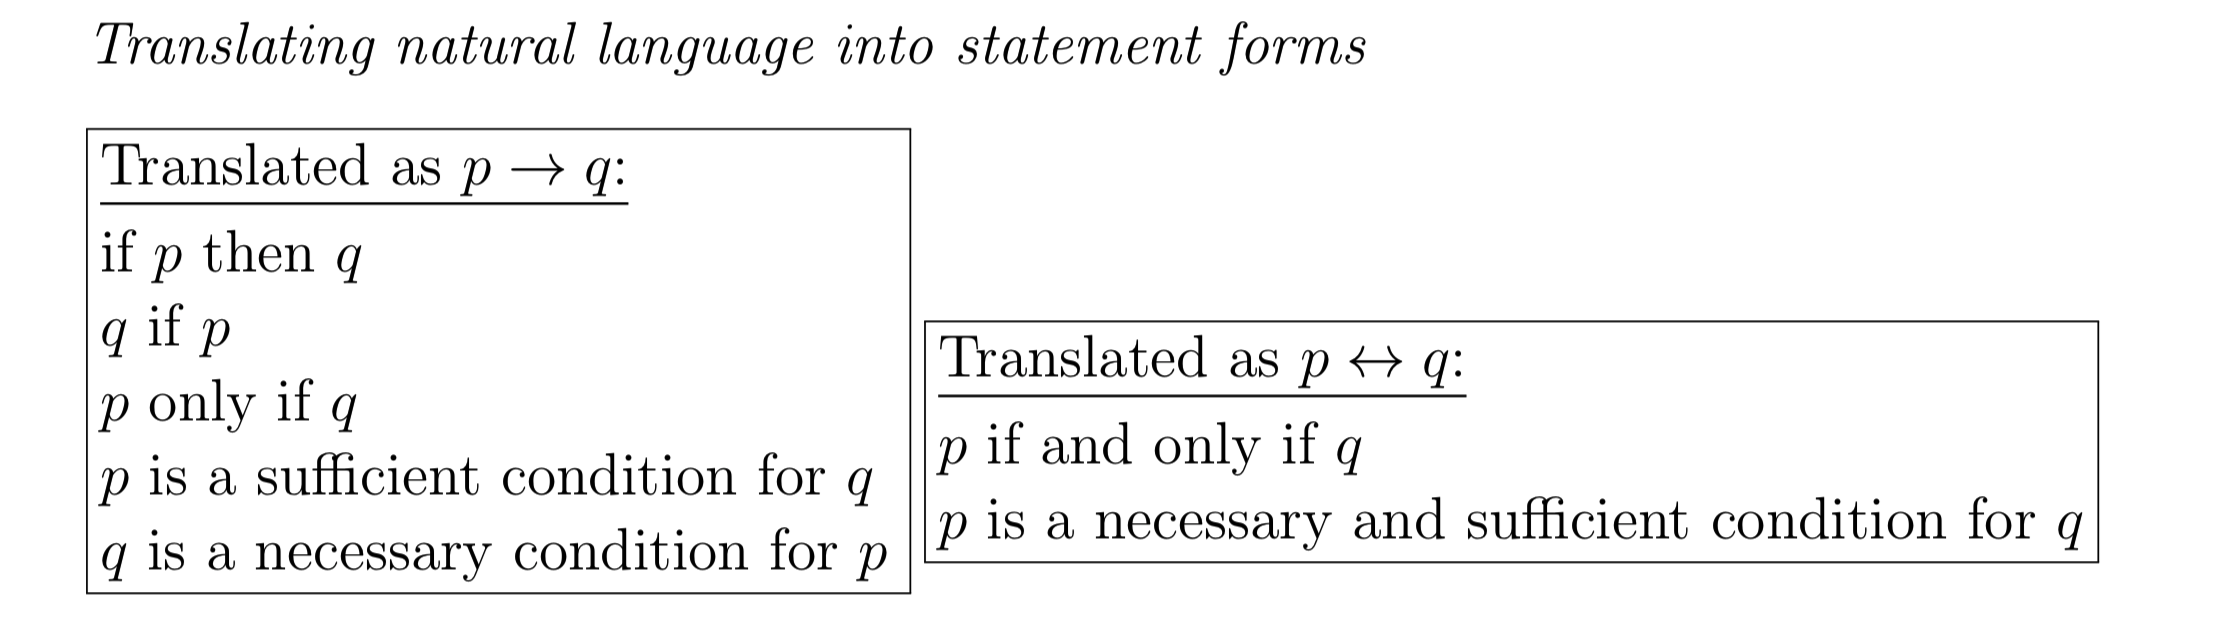 Translating natural language into statement forms
Translated as p → q:
if p then q
q if p
p only if q
p is a sufficient condition for q
q is a necessary condition for p
Translated as p ↔ q:
p if and only if q
p is a necessary and sufficient condition for q